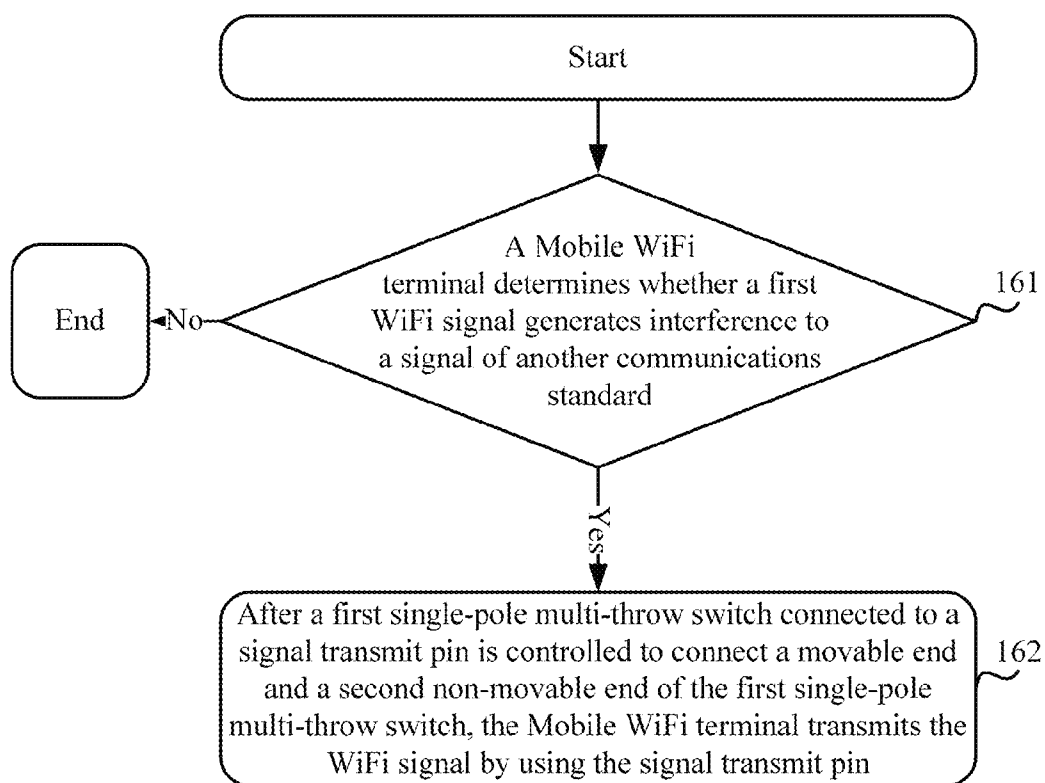 Start
A Mobile WiFi
terminal determines whether a first
WiFi signal generates interference to
a signal of another communications
standard
161
End
No
Yes
After a first single-pole multi-throw switch connected to a
signal transmit pin is controlled to connect a movable end
and a second non-movable end of the first single-pole
multi-throw switch, the Mobile WiFi terminal transmits the
WiFi signal by using the signal transmit pin
162